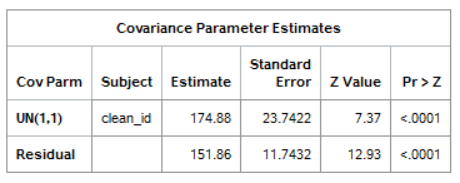 Covariance Parameter Estimates
Cov Parm Subject Estimate Standard Error Z Value Pr > Z
UN(1,1) clean_id 174.88 23.7422 7.37 <.0001
Residual 151.86 11.7432 12.93 <.0001